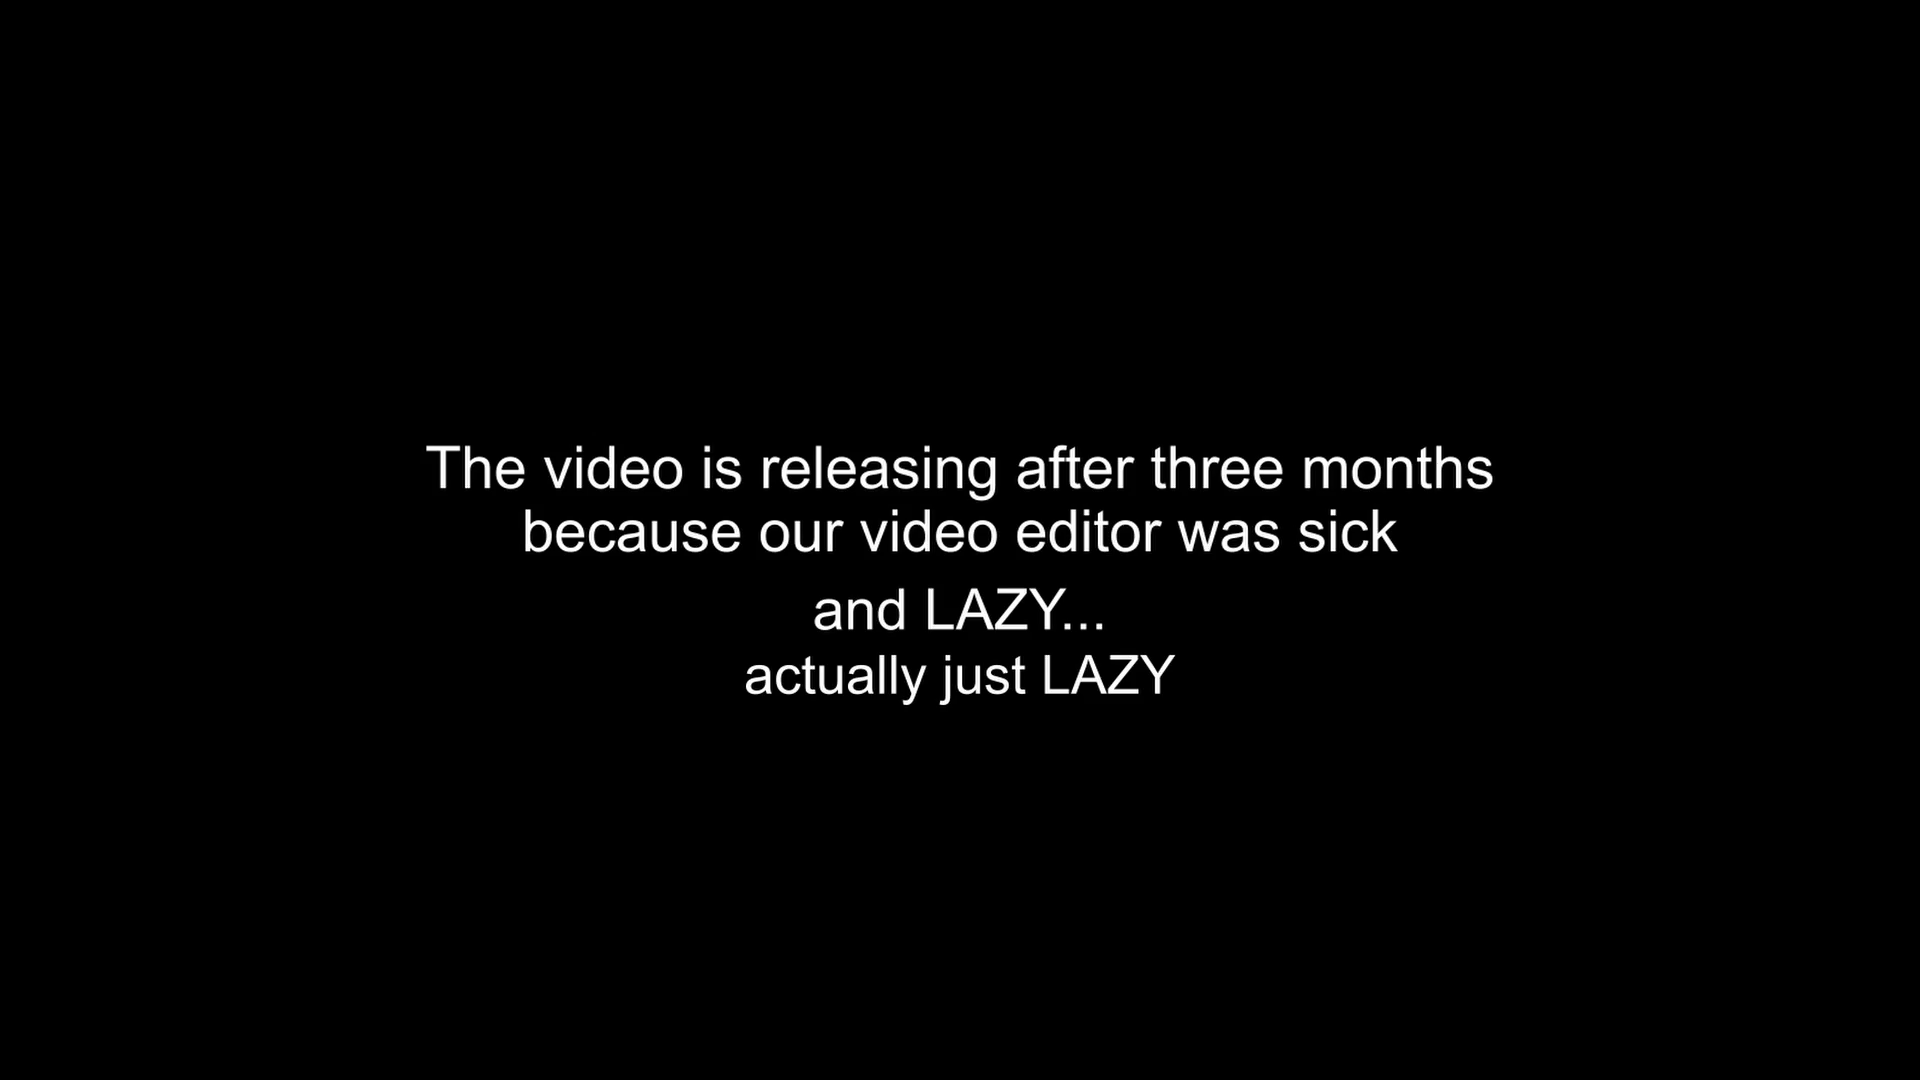 The video is releasing after three months
because our video editor was sick
and LAZY...
actually just LAZY